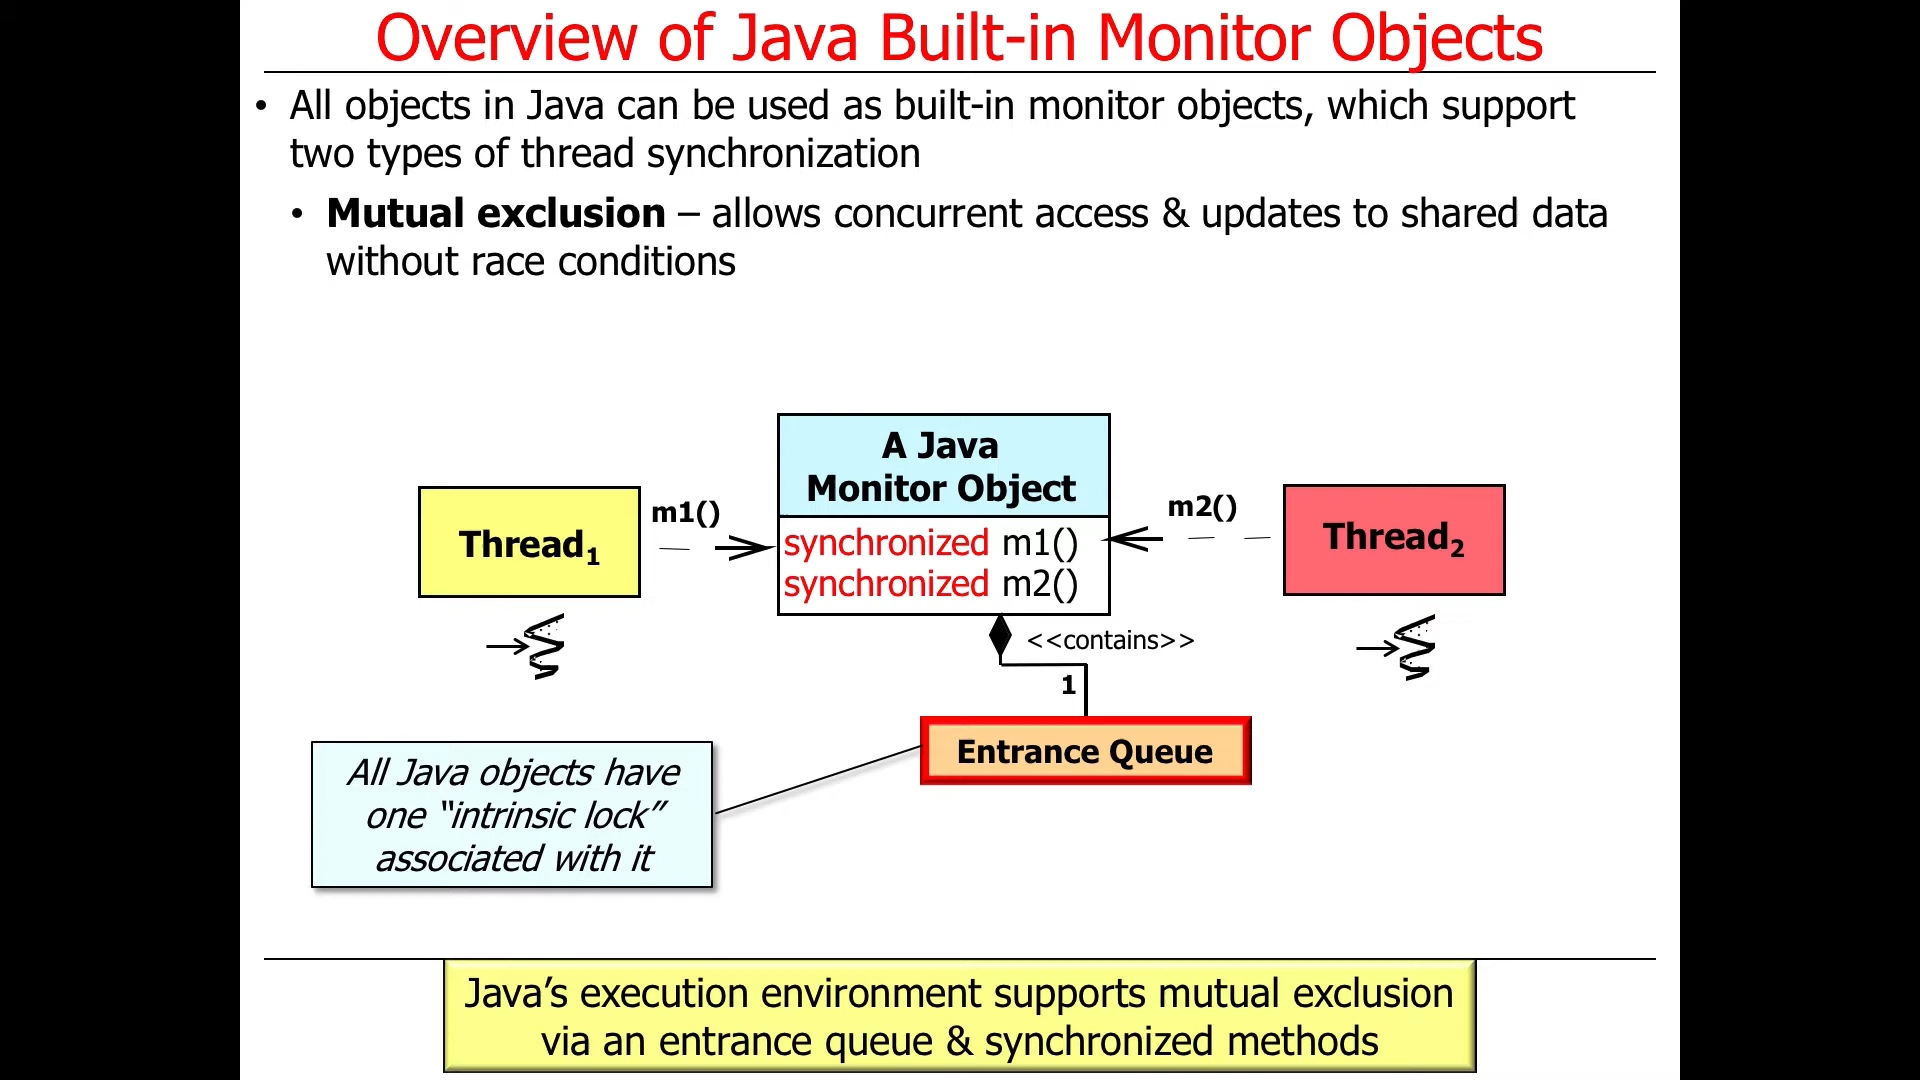 Overview of Java Built-in Monitor Objects
• All objects in Java can be used as built-in monitor objects, which support
two types of thread synchronization
• Mutual exclusion – allows concurrent access & updates to shared data
without race conditions
A Java
Monitor Object
synchronized m1()
synchronized m2()
Thread1
m1()
m2()
Thread2
<<contains>>
1
Entrance Queue
All Java objects have
one “intrinsic lock”
associated with it
Java’s execution environment supports mutual exclusion
via an entrance queue & synchronized methods